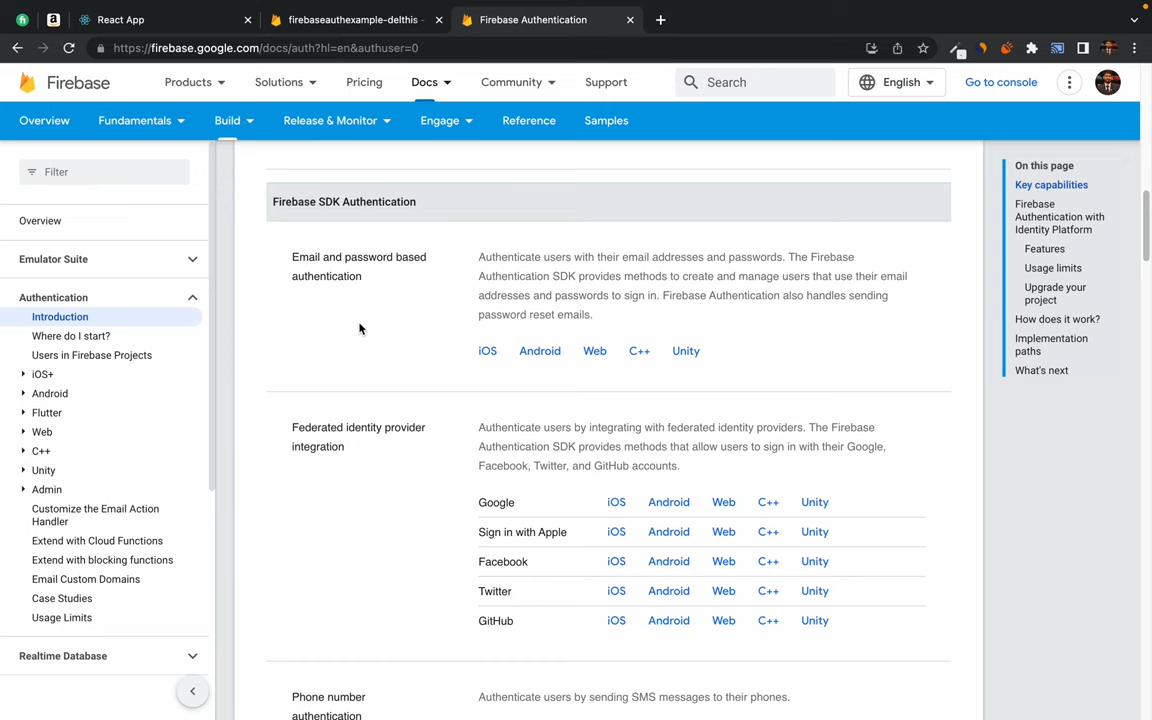 React App
firebaseauthexample-delthis -
Firebase Authentication
https://firebase.google.com/docs/auth?hl=en&authuser=0
Firebase
Products
Solutions
Pricing
Docs
Community
Support
Search
English
Go to console
Overview
Fundamentals
Build
Release & Monitor
Engage
Reference
Samples
Filter
Overview
Emulator Suite
Authentication
Introduction
Where do I start?
Users in Firebase Projects
iOS+
Android
Flutter
Web
C++
Unity
Admin
Customize the Email Action
Handler
Extend with Cloud Functions
Extend with blocking functions
Email Custom Domains
Case Studies
Usage Limits
Realtime Database
Firebase SDK Authentication
Email and password based
authentication
Authenticate users with their email addresses and passwords. The Firebase
Authentication SDK provides methods to create and manage users that use their email
addresses and passwords to sign in. Firebase Authentication also handles sending
password reset emails.
iOS Android Web C++ Unity
Federated identity provider
integration
Authenticate users by integrating with federated identity providers. The Firebase
Authentication SDK provides methods that allow users to sign in with their Google,
Facebook, Twitter, and GitHub accounts.
Google iOS Android Web C++ Unity
Sign in with Apple iOS Android Web C++ Unity
Facebook iOS Android Web C++ Unity
Twitter iOS Android Web C++ Unity
GitHub iOS Android Web C++ Unity
Phone number
authentication
Authenticate users by sending SMS messages to their phones.
On this page
Key capabilities
Firebase
Authentication with
Identity Platform
Features
Usage limits
Upgrade your
project
How does it work?
Implementation
paths
What's next